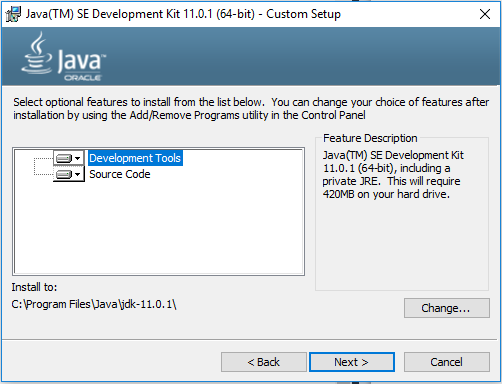 Java(TM) SE Development Kit 11.0.1 (64-bit) - Custom Setup
Java™
ORACLE
Select optional features to install from the list below. You can change your choice of features after
installation by using the Add/Remove Programs utility in the Control Panel
Development Tools
Source Code
Feature Description
Java(TM) SE Development Kit
11.0.1 (64-bit), including a
private JRE. This will require
420MB on your hard drive.
Install to:
C:\Program Files\Java\jdk-11.0.1\
Change...
< Back
Next >
Cancel